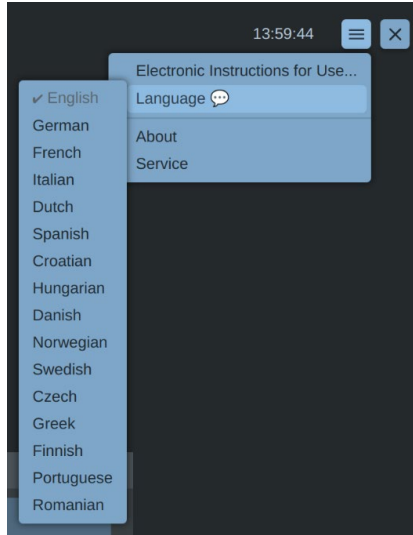 13:59:44
Electronic Instructions for Use...
Language 💬
About
Service
✔ English
German
French
Italian
Dutch
Spanish
Croatian
Hungarian
Danish
Norwegian
Swedish
Czech
Greek
Finnish
Portuguese
Romanian